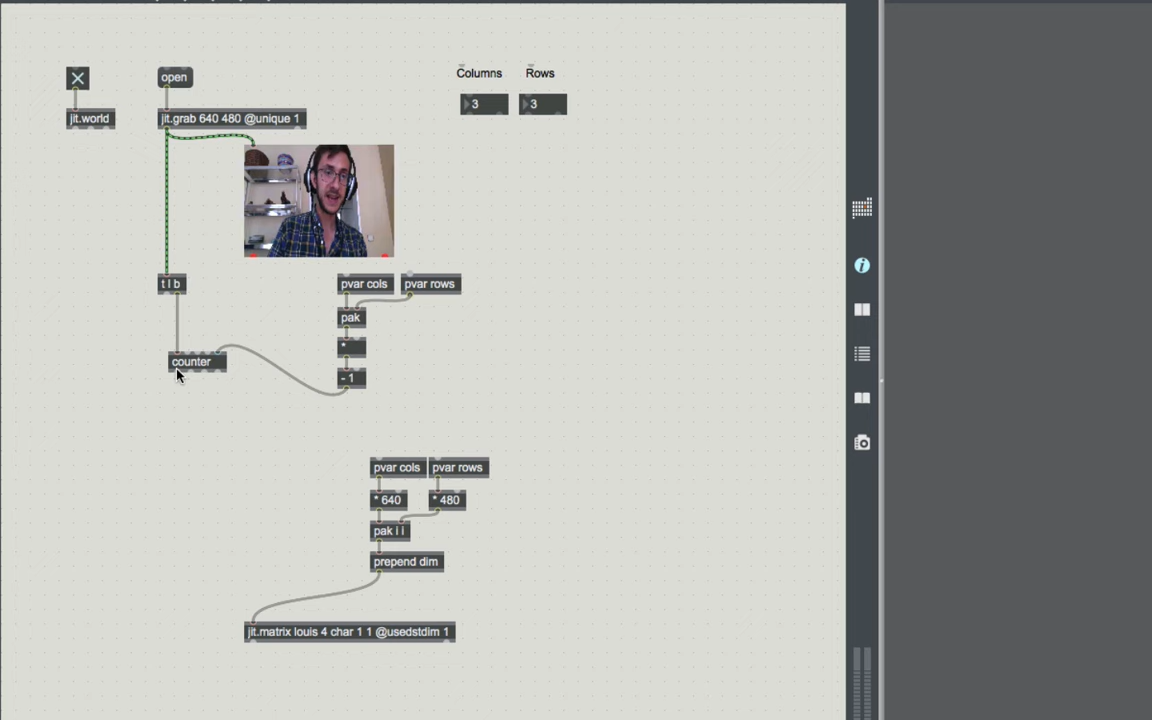 Columns Rows
open
3 3
jit.world jit.grab 640 480 @unique 1
t l b pvar cols pvar rows
pak
*
counter
- 1
pvar cols pvar rows
* 640 * 480
pak i i
prepend dim
jit.matrix louis 4 char 1 1 @usedstdim 1